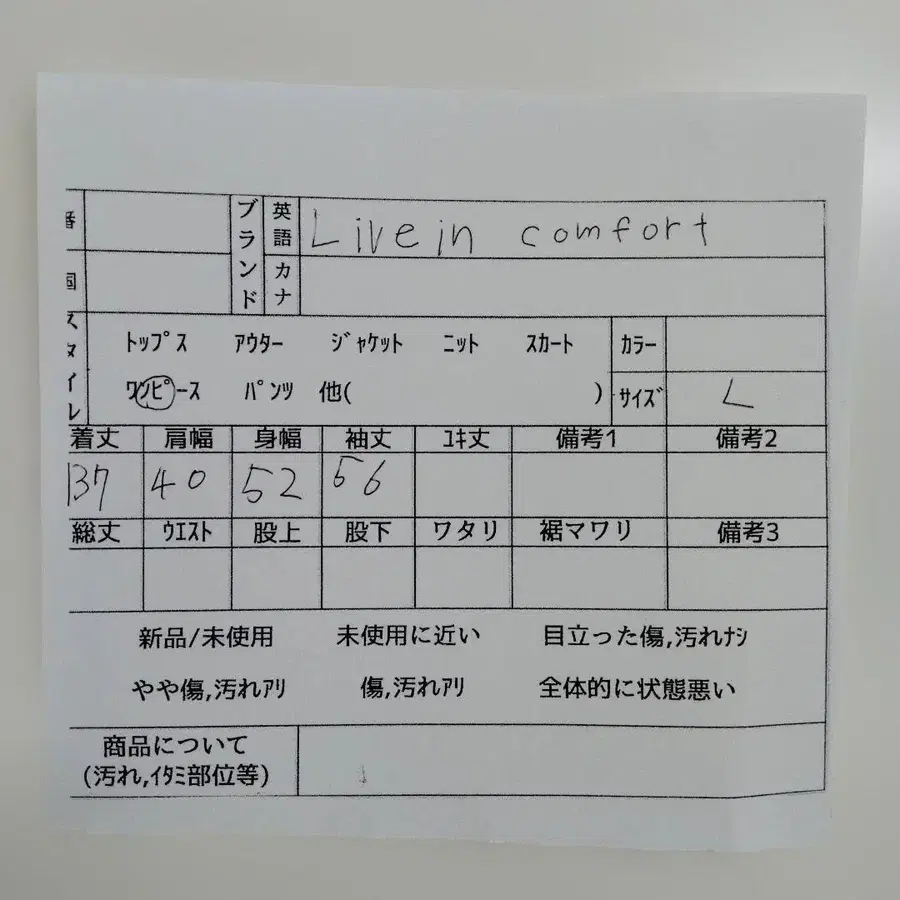 番 ブランド 英語 Live in comfort
国 カナ
スタイル トップス アウター ジャケット ニット スカート カラー
ワンピース パンツ 他( ) サイズ L
着丈 肩幅 身幅 袖丈 ユキ丈 備考1 備考2
137 40 52 56
総丈 ウエスト 股上 股下 ワタリ 裾マワリ 備考3
新品/未使用 未使用に近い 目立った傷,汚れナシ
やや傷,汚れアリ 傷,汚れアリ 全体的に状態悪い
商品について
(汚れ,イタミ部位等)